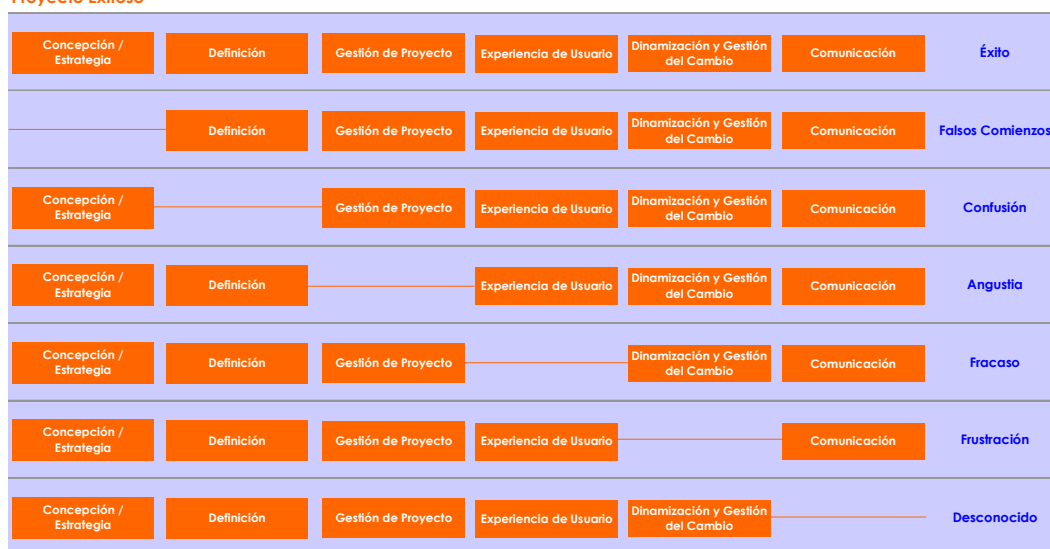 Proyecto Exitoso
Concepción /
Estrategia
Definición
Gestión de Proyecto
Experiencia de Usuario
Dinamización y Gestión
del Cambio
Comunicación
Éxito
Definición
Gestión de Proyecto
Experiencia de Usuario
Dinamización y Gestión
del Cambio
Comunicación
Falsos Comienzos
Concepción /
Estrategia
Gestión de Proyecto
Experiencia de Usuario
Dinamización y Gestión
del Cambio
Comunicación
Confusión
Concepción /
Estrategia
Definición
Experiencia de Usuario
Dinamización y Gestión
del Cambio
Comunicación
Angustia
Concepción /
Estrategia
Definición
Gestión de Proyecto
Dinamización y Gestión
del Cambio
Comunicación
Fracaso
Concepción /
Estrategia
Definición
Gestión de Proyecto
Experiencia de Usuario
Comunicación
Frustración
Concepción /
Estrategia
Definición
Gestión de Proyecto
Experiencia de Usuario
Dinamización y Gestión
del Cambio
Desconocido